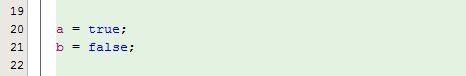 19
20 a = true;
21 b = false;
22